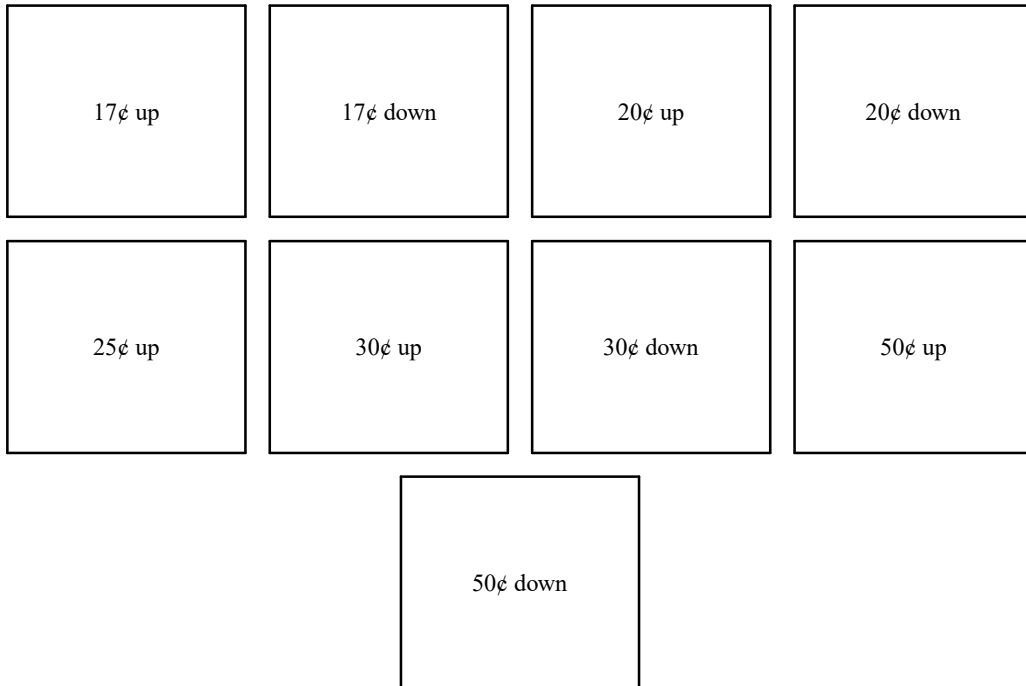 17¢ up
17¢ down
20¢ up
20¢ down
25¢ up
30¢ up
30¢ down
50¢ up
50¢ down